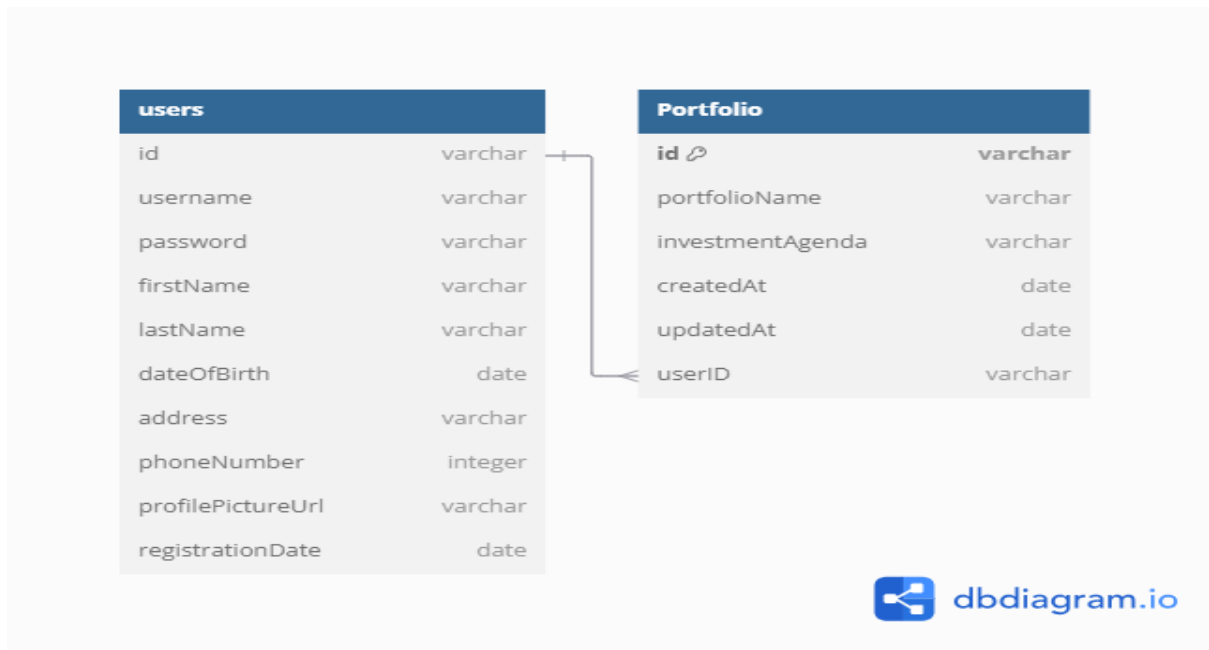 users
id varchar
username varchar
password varchar
firstName varchar
lastName varchar
dateOfBirth date
address varchar
phoneNumber integer
profilePictureUrl varchar
registrationDate date
Portfolio
id varchar
portfolioName varchar
investmentAgenda varchar
createdAt date
updatedAt date
userID varchar
dbdiagram.io